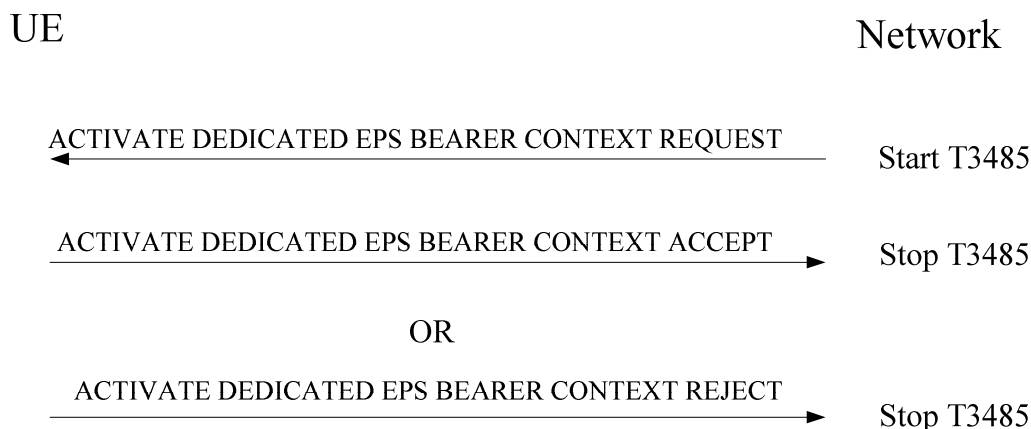 UE
Network
ACTIVATE DEDICATED EPS BEARER CONTEXT REQUEST
Start T3485
ACTIVATE DEDICATED EPS BEARER CONTEXT ACCEPT
Stop T3485
OR
ACTIVATE DEDICATED EPS BEARER CONTEXT REJECT
Stop T3485